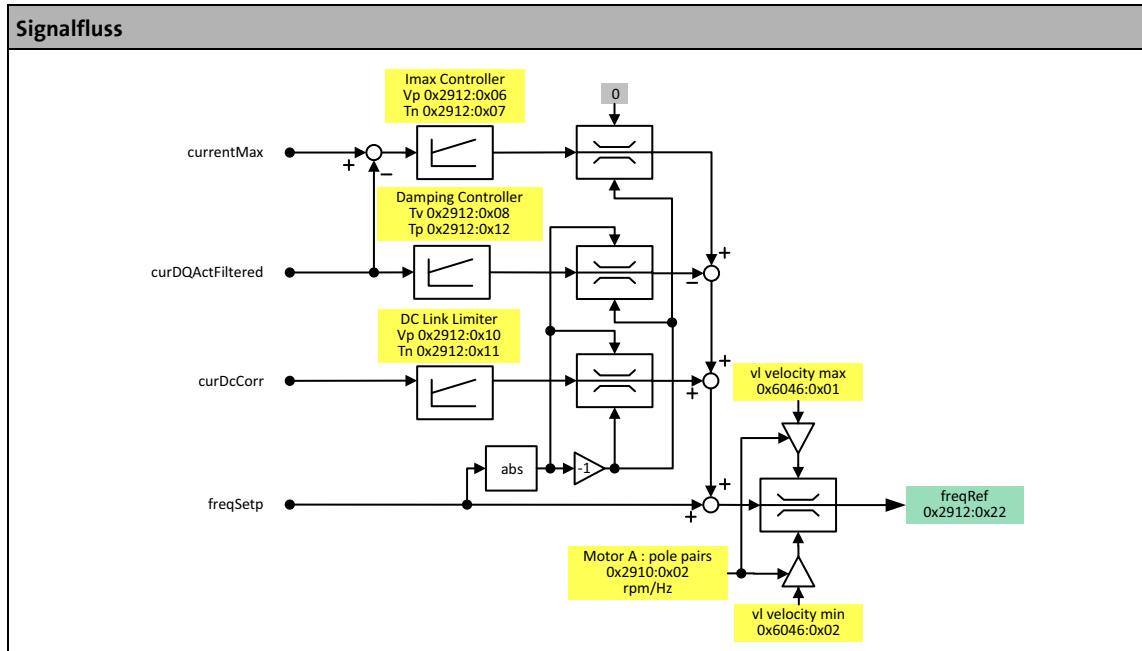 Signalfluss
Imax Controller
Vp 0x2912:0x06
Tn 0x2912:0x07
0
currentMax
+
−
Damping Controller
Tv 0x2912:0x08
Tp 0x2912:0x12
+
curDQActFiltered
−
DC Link Limiter
Vp 0x2912:0x10
Tn 0x2912:0x11
+
curDcCorr
+
vl velocity max
0x6046:0x01
abs
-1
+
freqSetp
+
freqRef
0x2912:0x22
Motor A : pole pairs
0x2910:0x02
rpm/Hz
vl velocity min
0x6046:0x02